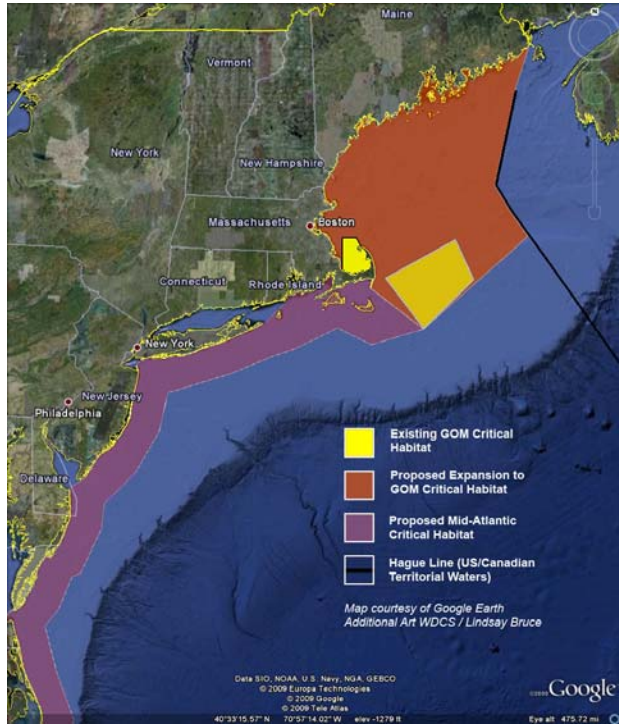 Maine
Vermont
New York
New Hampshire
Massachusetts
Boston
Connecticut
Rhode Island
New York
New Jersey
Philadelphia
Delaware
Existing GOM Critical
Habitat
Proposed Expansion to
GOM Critical Habitat
Proposed Mid-Atlantic
Critical Habitat
Hague Line (US/Canadian
Territorial Waters)
Map courtesy of Google Earth
Additional Art WDCS / Lindsay Bruce
Data SIO, NOAA, U.S. Navy, NGA, GEBCO
© 2009 Europa Technologies
© 2009 Google
© 2009 Tele Atlas
©2009 Google
40°33'15.57" N 70°57'14.02" W elev -1279 ft
Eye alt 475.72 mi